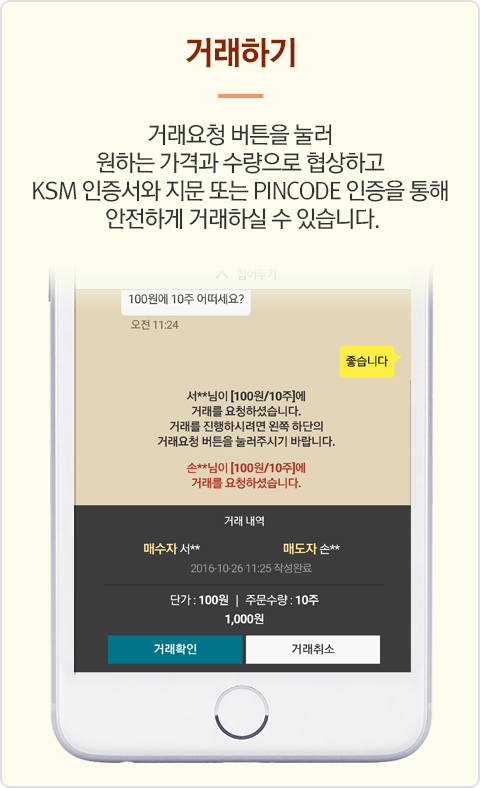 거래하기
거래요청 버튼을 눌러
원하는 가격과 수량으로 협상하고
KSM 인증서와 지문 또는 PINCODE 인증을 통해
안전하게 거래하실 수 있습니다.
접어두기
100원에 10주 어떠세요?
오전 11:24
좋습니다
서**님이 [100원/10주]에
거래를 요청하셨습니다.
거래를 진행하시려면 왼쪽 하단의
거래요청 버튼을 눌러주시기 바랍니다.
손**님이 [100원/10주]에
거래를 요청하셨습니다.
거래 내역
매수자 서** 매도자 손**
2016-10-26 11:25 작성완료
단가 : 100원 | 주문수량 : 10주
1,000원
거래확인 거래취소